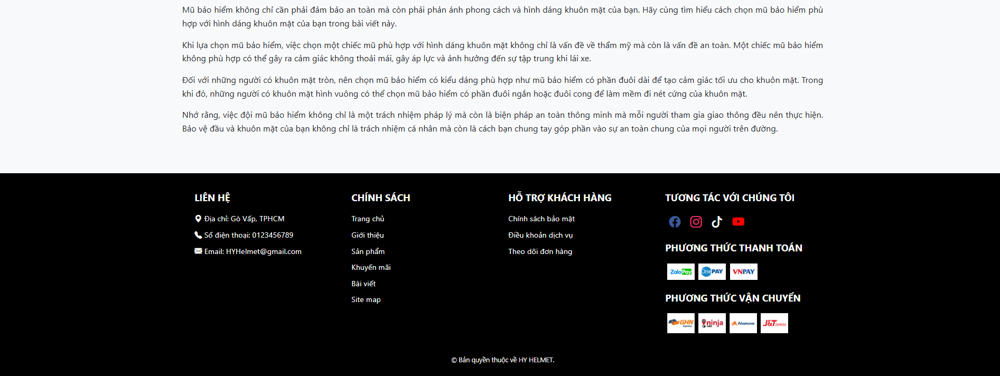 Mũ bảo hiểm không chỉ cần phải đảm bảo an toàn mà còn phải phản ánh phong cách và hình dáng khuôn mặt của bạn. Hãy cùng tìm hiểu cách chọn mũ bảo hiểm phù
hợp với hình dáng khuôn mặt của bạn trong bài viết này.
Khi lựa chọn mũ bảo hiểm, việc chọn một chiếc mũ phù hợp với hình dáng khuôn mặt không chỉ là vấn đề về thẩm mỹ mà còn là vấn đề an toàn. Một chiếc mũ bảo hiểm
không phù hợp có thể gây ra cảm giác không thoải mái, gây áp lực và ảnh hưởng đến sự tập trung khi lái xe.
Đối với những người có khuôn mặt tròn, nên chọn mũ bảo hiểm có kiểu dáng phù hợp như mũ bảo hiểm có phần đuôi dài để tạo cảm giác tối ưu cho khuôn mặt. Trong
khi đó, những người có khuôn mặt hình vuông có thể chọn mũ bảo hiểm có phần đuôi ngắn hoặc đuôi cong để làm mềm đi nét cứng của khuôn mặt.
Nhớ rằng, việc đội mũ bảo hiểm không chỉ là một trách nhiệm pháp lý mà còn là biện pháp an toàn thông minh mà mỗi người tham gia giao thông đều nên thực hiện.
Bảo vệ đầu và khuôn mặt của bạn không chỉ là trách nhiệm cá nhân mà còn là cách bạn chung tay góp phần vào sự an toàn chung của mọi người trên đường.
LIÊN HỆ
Địa chỉ: Gò Vấp, TPHCM
Số điện thoại: 0123456789
Email: HYHelmet@gmail.com
CHÍNH SÁCH
Trang chủ
Giới thiệu
Sản phẩm
Khuyến mãi
Bài viết
Site map
HỖ TRỢ KHÁCH HÀNG
Chính sách bảo mật
Điều khoản dịch vụ
Theo dõi đơn hàng
TƯƠNG TÁC VỚI CHÚNG TÔI
PHƯƠNG THỨC THANH TOÁN
ZaloPay OnePAY VNPAY
PHƯƠNG THỨC VẬN CHUYỂN
GHN Express ninja van Ahamove J&T EXPRESS
© Bản quyền thuộc về HY HELMET.